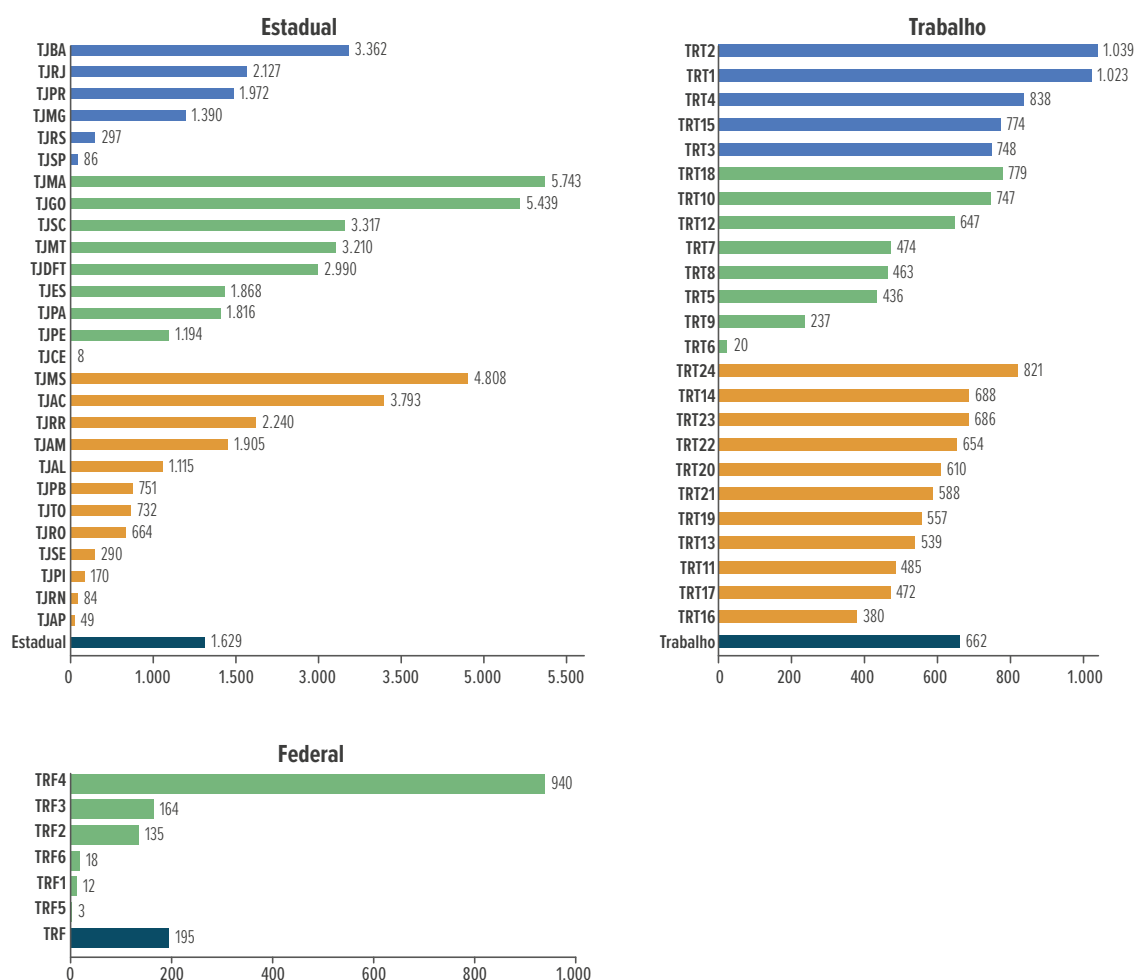 Estadual
TJBA 3.362
TJRJ 2.127
TJPR 1.972
TJMG 1.390
TJRS 297
TJSP 86
TJMA 5.743
TJGO 5.439
TJSC 3.317
TJMT 3.210
TJDFT 2.990
TJES 1.868
TJPA 1.816
TJPE 1.194
TJCE 8
TJMS 4.808
TJAC 3.793
TJRR 2.240
TJAM 1.905
TJAL 1.115
TJPB 751
TJTO 732
TJRO 664
TJSE 290
TJPI 170
TJRN 84
TJAP 49
Estadual 1.629
0 1.000 1.500 3.000 3.500 5.000 5.500
Trabalho
TRT2 1.039
TRT1 1.023
TRT4 838
TRT15 774
TRT3 748
TRT18 779
TRT10 747
TRT12 647
TRT7 474
TRT8 463
TRT5 436
TRT9 237
TRT6 20
TRT24 821
TRT14 688
TRT23 686
TRT22 654
TRT20 610
TRT21 588
TRT19 557
TRT13 539
TRT11 485
TRT17 472
TRT16 380
Trabalho 662
0 200 400 600 800 1.000
Federal
TRF4 940
TRF3 164
TRF2 135
TRF6 18
TRF1 12
TRF5 3
TRF 195
0 200 400 600 800 1.000